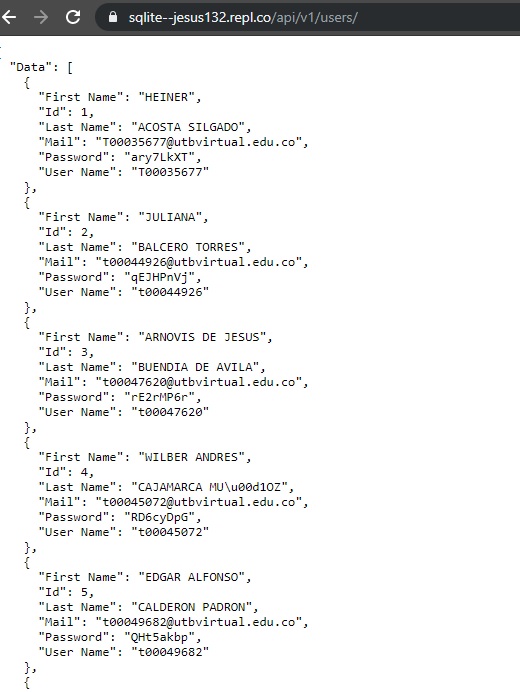 sqlite--jesus132.repl.co/api/v1/users/
"Data": [
{
"First Name": "HEINER",
"Id": 1,
"Last Name": "ACOSTA SILGADO",
"Mail": "T00035677@utbvirtual.edu.co",
"Password": "ary7LkXT",
"User Name": "T00035677"
},
{
"First Name": "JULIANA",
"Id": 2,
"Last Name": "BALCERO TORRES",
"Mail": "t00044926@utbvirtual.edu.co",
"Password": "qEJHPnVj",
"User Name": "t00044926"
},
{
"First Name": "ARNOVIS DE JESUS",
"Id": 3,
"Last Name": "BUENDIA DE AVILA",
"Mail": "t00047620@utbvirtual.edu.co",
"Password": "rE2rMP6r",
"User Name": "t00047620"
},
{
"First Name": "WILBER ANDRES",
"Id": 4,
"Last Name": "CAJAMARCA MU\u00d1OZ",
"Mail": "t00045072@utbvirtual.edu.co",
"Password": "RD6cyDpG",
"User Name": "t00045072"
},
{
"First Name": "EDGAR ALFONSO",
"Id": 5,
"Last Name": "CALDERON PADRON",
"Mail": "t00049682@utbvirtual.edu.co",
"Password": "QHt5akbp",
"User Name": "t00049682"
},
{